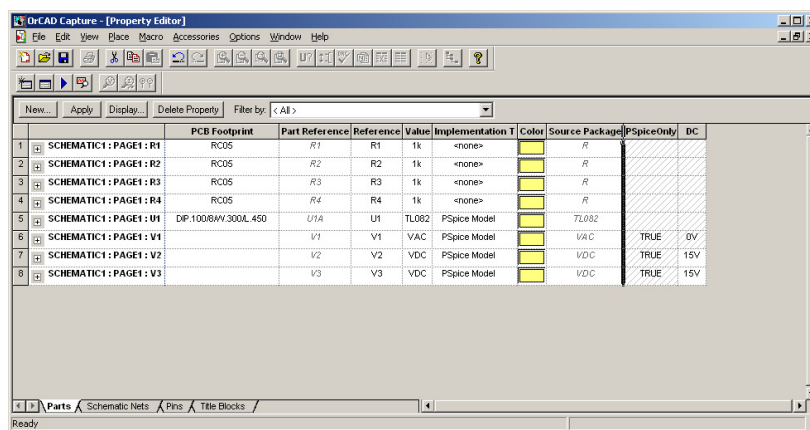 OrCAD Capture - [Property Editor]
File Edit View Place Macro Accessories Options Window Help
U?
New... Apply Display... Delete Property Filter by: < All >
PCB Footprint Part Reference Reference Value Implementation T Color Source Package PSpiceOnly DC
1 SCHEMATIC1 : PAGE1 : R1 RC05 R1 R1 1k <none> R
2 SCHEMATIC1 : PAGE1 : R2 RC05 R2 R2 1k <none> R
3 SCHEMATIC1 : PAGE1 : R3 RC05 R3 R3 1k <none> R
4 SCHEMATIC1 : PAGE1 : R4 RC05 R4 R4 1k <none> R
5 SCHEMATIC1 : PAGE1 : U1 DIP.100/8/W.300/L.450 U1A U1 TL082 PSpice Model TL082
6 SCHEMATIC1 : PAGE1 : V1 V1 V1 VAC PSpice Model VAC TRUE 0V
7 SCHEMATIC1 : PAGE1 : V2 V2 V2 VDC PSpice Model VDC TRUE 15V
8 SCHEMATIC1 : PAGE1 : V3 V3 V3 VDC PSpice Model VDC TRUE 15V
Parts Schematic Nets Pins Title Blocks
Ready